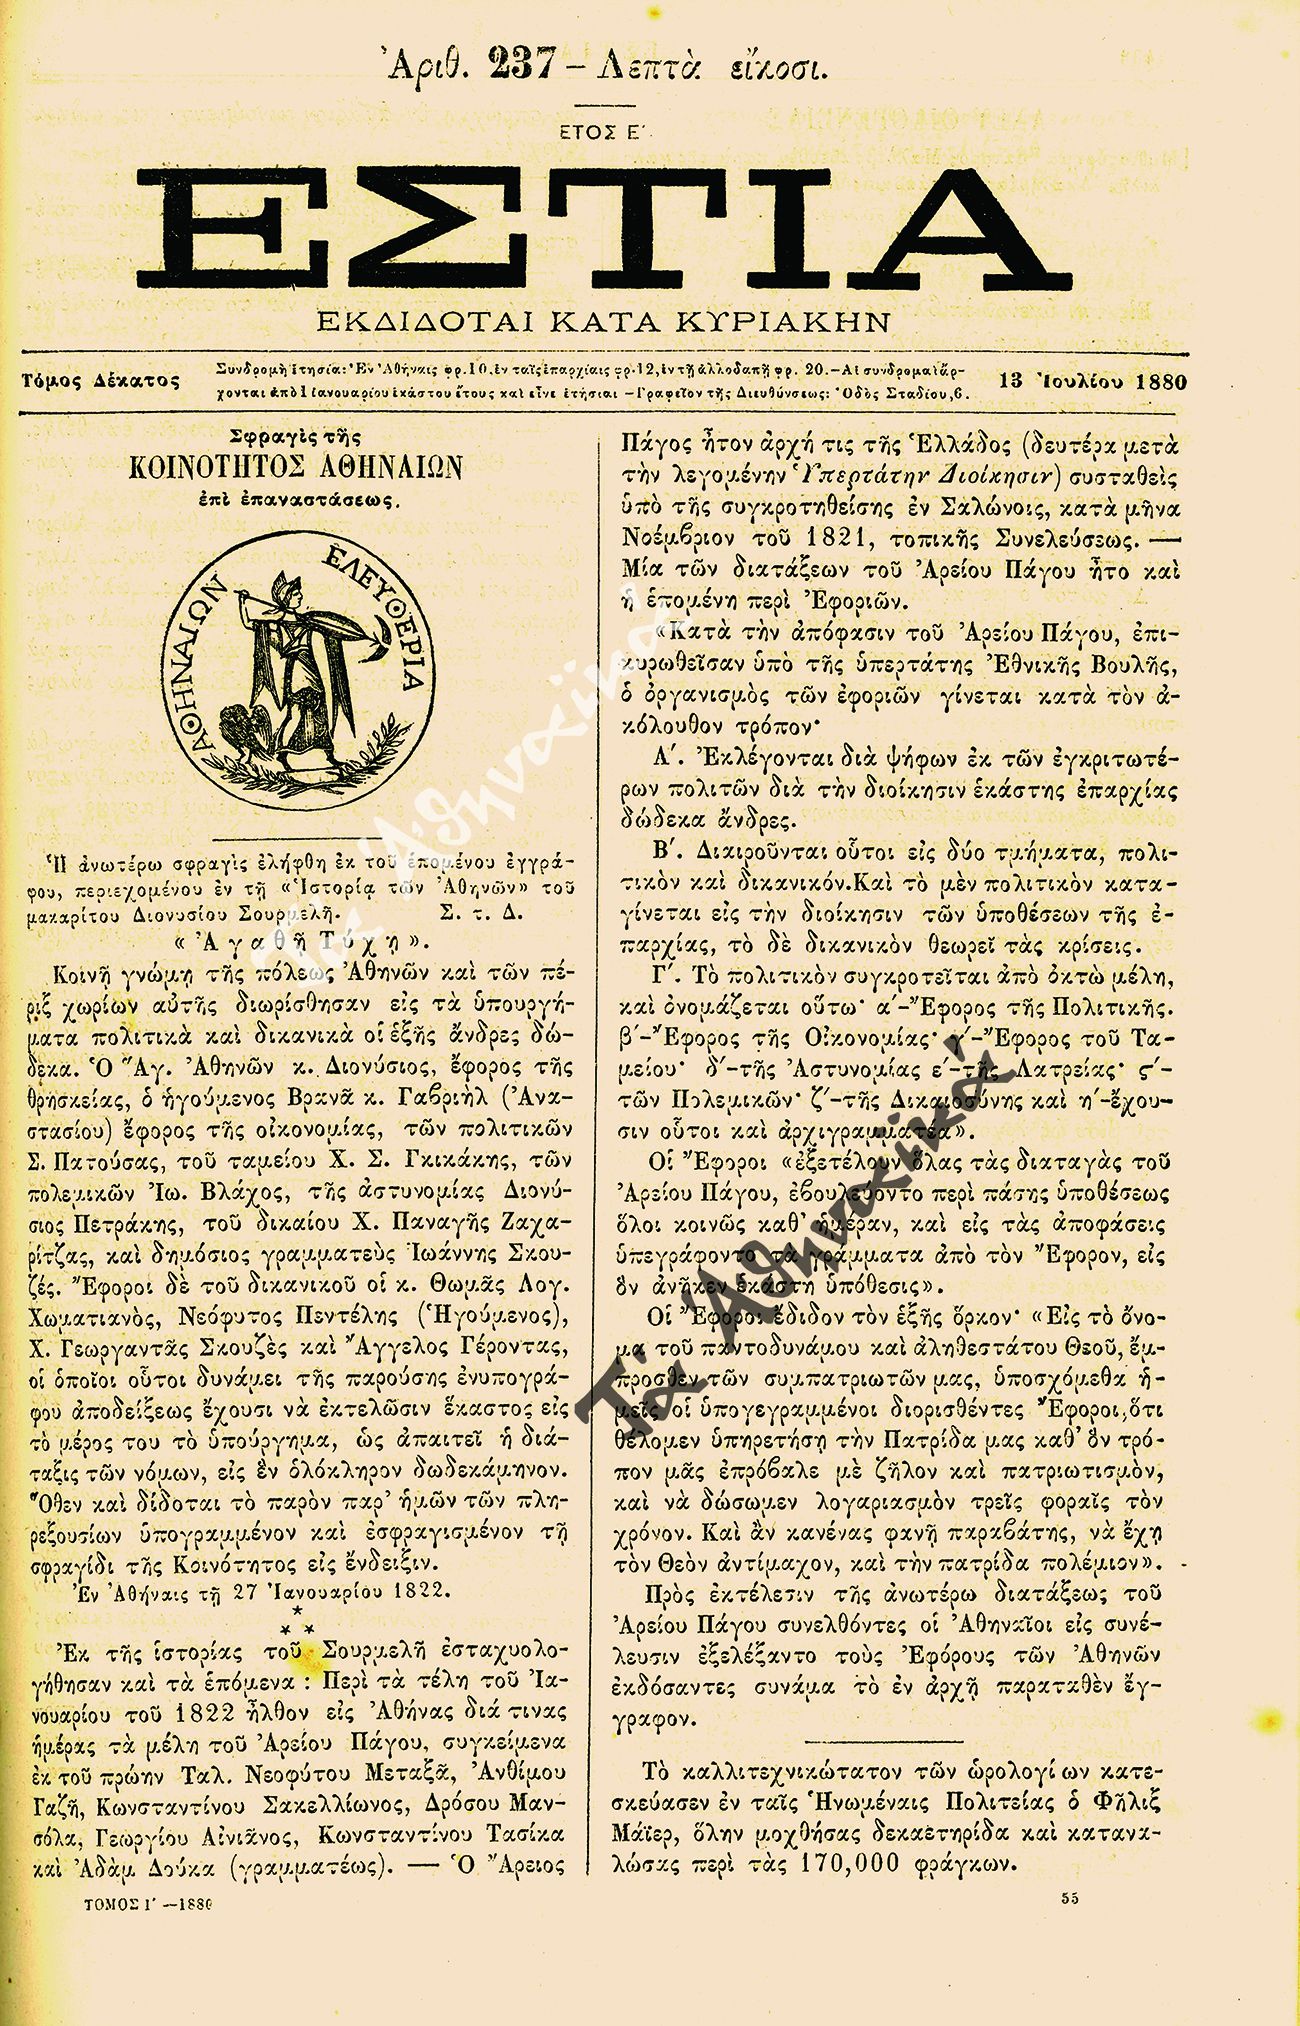 Ἀριθ. 237 – Λεπτὰ εἴκοσι.
ΕΤΟΣ Ε΄.
ΕΣΤΙΑ
ΕΚΔΙΔΟΤΑΙ ΚΑΤΑ ΚΥΡΙΑΚΗΝ
Τόμος Δέκατος
Συνδρομὴ ἐτησία: Ἐν Ἀθήναις φρ. 10, ἐν ταῖς ἐπαρχίαις φρ. 12, ἐν τῇ ἀλλοδαπῇ φρ. 20.–Αἱ συνδρομαὶ ἄρ-
χονται ἀπὸ 1 Ἰανουαρίου ἑκάστου ἔτους καὶ εἶνε ἐτήσιαι –Γραφεῖον τῆς Διευθύνσεως: Ὁδὸς Σταδίου, 6.
13 Ἰουλίου 1880
Σφραγὶς τῆς
ΚΟΙΝΟΤΗΤΟΣ ΑΘΗΝΑΙΩΝ
ἐπὶ ἐπαναστάσεως.
ΑΘΗΝΑΙΩΝ ΕΛΕΥΘΕΡΙΑ
Ἡ ἀνωτέρω σφραγὶς ἐλήφθη ἐκ τοῦ ἑπομένου ἐγγρά-
φου, περιεχομένου ἐν τῇ «Ἱστορίᾳ τῶν Ἀθηνῶν» τοῦ
μακαρίτου Διονυσίου Σουρμελῆ. Σ. τ. Δ.
«Ἀγαθῇ Τύχῃ».
Κοινῇ γνώμῃ τῆς πόλεως Ἀθηνῶν καὶ τῶν πέ-
ριξ χωρίων αὐτῆς διωρίσθησαν εἰς τὰ ὑπουργή-
ματα πολιτικὰ καὶ δικανικὰ οἱ ἑξῆς ἄνδρες δώ-
δεκα. Ὁ Ἅγ. Ἀθηνῶν κ. Διονύσιος, ἔφορος τῆς
θρησκείας, ὁ ἡγούμενος Βρανᾶ κ. Γαβριὴλ (Ἀνα-
στασίου) ἔφορος τῆς οἰκονομίας, τῶν πολιτικῶν
Σ. Πατούσας, τοῦ ταμείου Χ. Σ. Γκικάκης, τῶν
πολεμικῶν Ἰω. Βλάχος, τῆς ἀστυνομίας Διονύ-
σιος Πετράκης, τοῦ δικαίου Χ. Παναγῆς Ζαχα-
ρίτζας, καὶ δημόσιος γραμματεὺς Ἰωάννης Σκου-
ζές. Ἔφοροι δὲ τοῦ δικανικοῦ οἱ κ. Θωμᾶς Λογ.
Χωματιανὸς, Νεόφυτος Πεντέλης (Ἡγούμενος),
Χ. Γεωργαντᾶς Σκουζὲς καὶ Ἄγγελος Γέροντας,
οἱ ὁποῖοι οὗτοι δυνάμει τῆς παρούσης ἐνυπογρά-
φου ἀποδείξεως ἔχουσι νὰ ἐκτελῶσιν ἕκαστος εἰς
τὸ μέρος του τὸ ὑπούργημα, ὡς ἀπαιτεῖ ἡ διά-
ταξις τῶν νόμων, εἰς ἓν ὁλόκληρον δωδεκάμηνον.
Ὅθεν καὶ δίδοται τὸ παρὸν παρ' ἡμῶν τῶν πλη-
ρεξουσίων ὑπογραμμένον καὶ ἐσφραγισμένον τῇ
σφραγίδι τῆς Κοινότητος εἰς ἔνδειξιν.
Ἐν Ἀθήναις τῇ 27 Ἰανουαρίου 1822.
*
* *
Ἐκ τῆς ἱστορίας τοῦ Σουρμελῆ ἐσταχυολο-
γήθησαν καὶ τὰ ἑπόμενα : Περὶ τὰ τέλη τοῦ Ἰα-
νουαρίου τοῦ 1822 ἦλθον εἰς Ἀθήνας διά τινας
ἡμέρας τὰ μέλη τοῦ Ἀρείου Πάγου, συγκείμενα
ἐκ τοῦ πρώην Ταλ. Νεοφύτου Μεταξᾶ, Ἀνθίμου
Γαζῆ, Κωνσταντίνου Σακελλίωνος, Δρόσου Μαν-
σόλα, Γεωργίου Αἰνιᾶνος, Κωνσταντίνου Τασίκα
καὶ Ἀδὰμ Δούκα (γραμματέως). — Ὁ Ἄρειος
Πάγος ἦτον ἀρχή τις τῆς Ἑλλάδος (δευτέρα μετὰ
τὴν λεγομένην Ὑπερτάτην Διοίκησιν) συσταθεὶς
ὑπὸ τῆς συγκροτηθείσης ἐν Σαλώνοις, κατὰ μῆνα
Νοέμβριον τοῦ 1821, τοπικῆς Συνελεύσεως. —
Μία τῶν διατάξεων τοῦ Ἀρείου Πάγου ἦτο καὶ
ἡ ἑπομένη περὶ Ἐφοριῶν.
«Κατὰ τὴν ἀπόφασιν τοῦ Ἀρείου Πάγου, ἐπι-
κυρωθεῖσαν ὑπὸ τῆς ὑπερτάτης Ἐθνικῆς Βουλῆς,
ὁ ὀργανισμὸς τῶν ἐφοριῶν γίνεται κατὰ τὸν ἀ-
κόλουθον τρόπον·
Α΄. Ἐκλέγονται διὰ ψήφων ἐκ τῶν ἐγκριτωτέ-
ρων πολιτῶν διὰ τὴν διοίκησιν ἑκάστης ἐπαρχίας
δώδεκα ἄνδρες.
Β΄. Διαιροῦνται οὗτοι εἰς δύο τμήματα, πολι-
τικὸν καὶ δικανικόν. Καὶ τὸ μὲν πολιτικὸν κατα-
γίνεται εἰς τὴν διοίκησιν τῶν ὑποθέσεων τῆς ἐ-
παρχίας, τὸ δὲ δικανικὸν θεωρεῖ τὰς κρίσεις.
Γ΄. Τὸ πολιτικὸν συγκροτεῖται ἀπὸ ὀκτὼ μέλη,
καὶ ὀνομάζεται οὕτω· α΄–Ἔφορος τῆς Πολιτικῆς.
β΄–Ἔφορος τῆς Οἰκονομίας· γ΄–Ἔφορος τοῦ Τα-
μείου· δ΄–τῆς Ἀστυνομίας ε΄–τῆς Λατρείας· ς΄–
τῶν Πολεμικῶν· ζ΄–τῆς Δικαιοσύνης καὶ η΄–ἔχου-
σιν οὗτοι καὶ ἀρχιγραμματέα».
Οἱ Ἔφοροι «ἐξετέλουν ὅλας τὰς διαταγὰς τοῦ
Ἀρείου Πάγου, ἐβουλεύοντο περὶ πάσης ὑποθέσεως
ὅλοι κοινῶς καθ' ἡμέραν, καὶ εἰς τὰς ἀποφάσεις
ὑπεγράφοντο τὰ γράμματα ἀπὸ τὸν Ἔφορον, εἰς
ὃν ἀνῆκεν ἑκάστη ὑπόθεσις».
Οἱ Ἔφοροι ἔδιδον τὸν ἑξῆς ὅρκον· «Εἰς τὸ ὄνο-
μα τοῦ παντοδυνάμου καὶ ἀληθεστάτου Θεοῦ, ἔμ-
προσθεν τῶν συμπατριωτῶν μας, ὑποσχόμεθα ἡ-
μεῖς οἱ ὑπογεγραμμένοι διορισθέντες Ἔφοροι, ὅτι
θέλομεν ὑπηρετήσῃ τὴν Πατρίδα μας καθ' ὃν τρό-
πον μᾶς ἐπρόβαλε μὲ ζῆλον καὶ πατριωτισμὸν,
καὶ νὰ δώσωμεν λογαριασμὸν τρεῖς φοραῖς τὸν
χρόνον. Καὶ ἂν κανένας φανῇ παραβάτης, νὰ ἔχῃ
τὸν Θεὸν ἀντίμαχον, καὶ τὴν πατρίδα πολέμιον».
Πρὸς ἐκτέλεσιν τῆς ἀνωτέρω διατάξεως τοῦ
Ἀρείου Πάγου συνελθόντες οἱ Ἀθηναῖοι εἰς συνέ-
λευσιν ἐξελέξαντο τοὺς Ἐφόρους τῶν Ἀθηνῶν
ἐκδόσαντες συνάμα τὸ ἐν ἀρχῇ παραταθὲν ἔγ-
γραφον.
Τὸ καλλιτεχνικώτατον τῶν ὡρολογίων κατε-
σκεύασεν ἐν ταῖς Ἡνωμέναις Πολιτείας ὁ Φῆλιξ
Μάϊερ, ὅλην μοχθήσας δεκαετηρίδα καὶ κατανα-
λώσας περὶ τὰς 170,000 φράγκων.
ΤΟΜΟΣ Ι΄ —1880
55
Τὰ Ἀθηναϊκά
Τὰ Ἀθηναϊκά